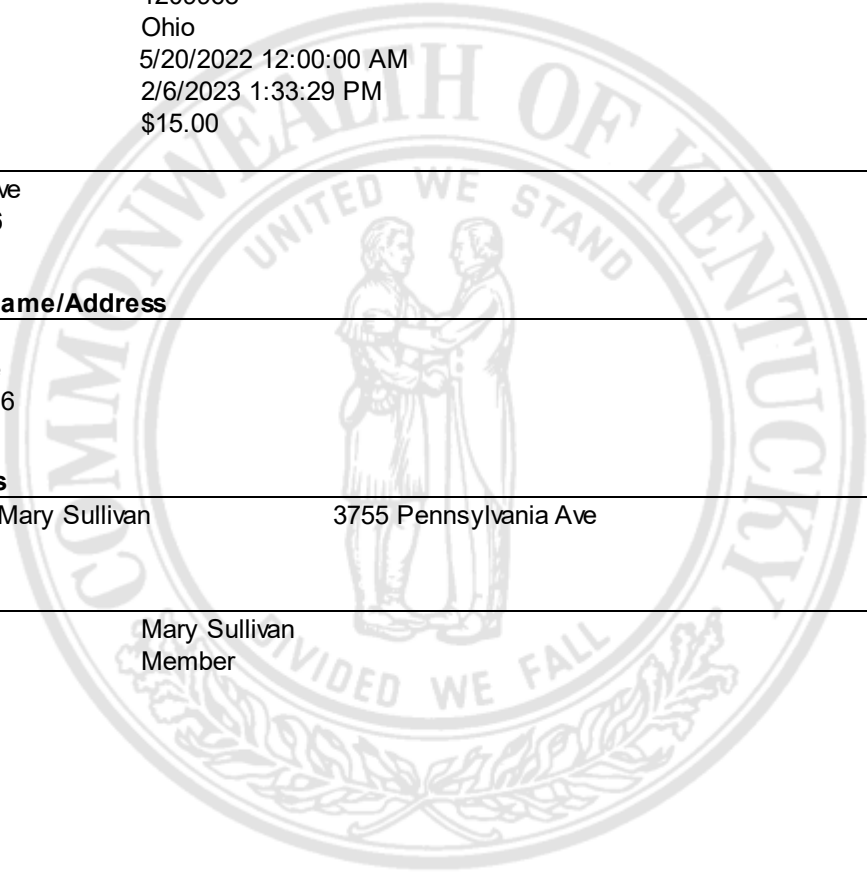 Ohio
5/20/2022 12:00:00 AM
2/6/2023 1:33:29 PM
$15.00
ve
6
ame/Address
6
s
Mary Sullivan 3755 Pennsylvania Ave
Mary Sullivan
Member
COMMONWEALTH OF KENTUCKY
UNITED WE STAND
DIVIDED WE FALL